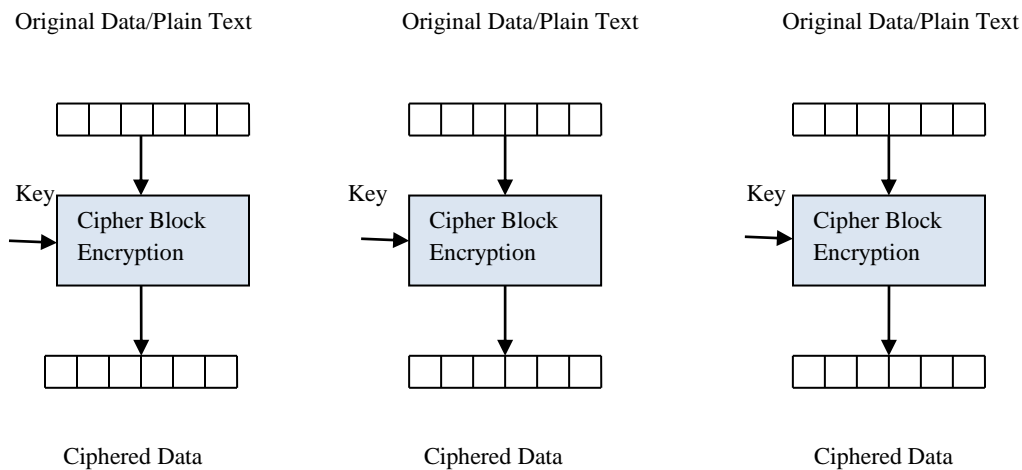 Original Data/Plain Text
Original Data/Plain Text
Original Data/Plain Text
Key
Cipher Block
Encryption
Key
Cipher Block
Encryption
Key
Cipher Block
Encryption
Ciphered Data
Ciphered Data
Ciphered Data